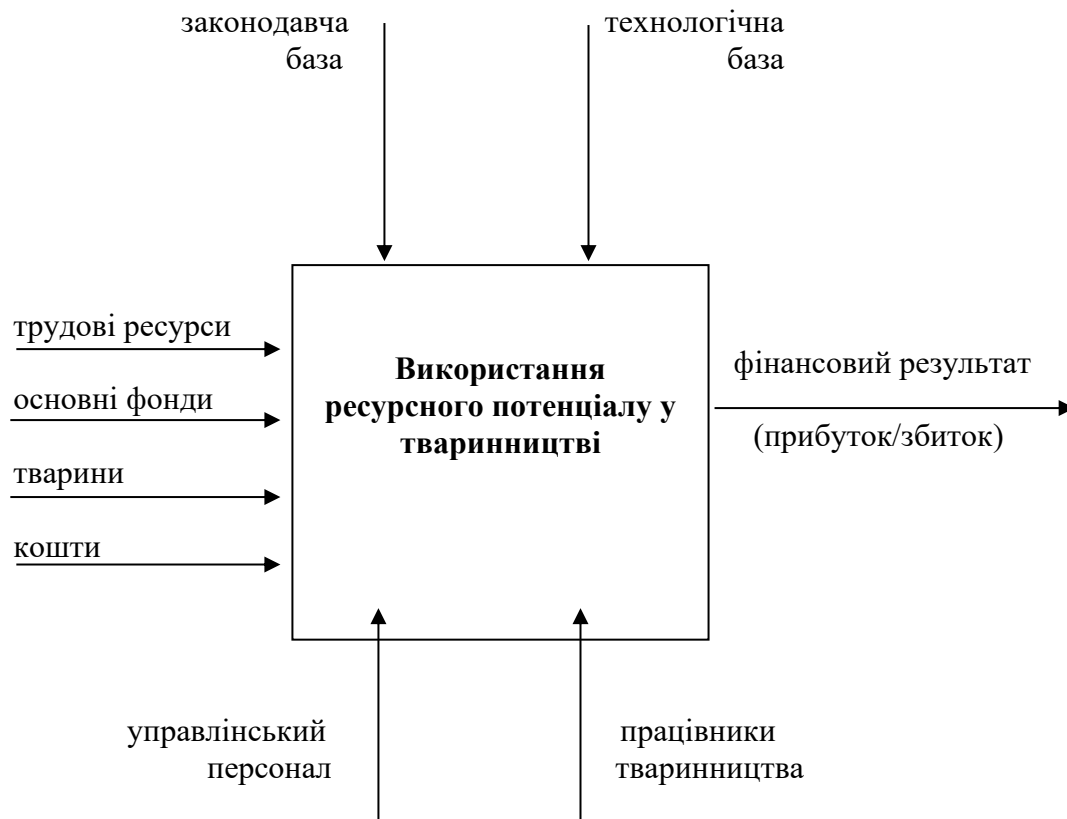 законодавча
база
технологічна
база
трудові ресурси
основні фонди
тварини
кошти
Використання
ресурсного потенціалу у
тваринництві
фінансовий результат
(прибуток/збиток)
управлінський
персонал
працівники
тваринництва